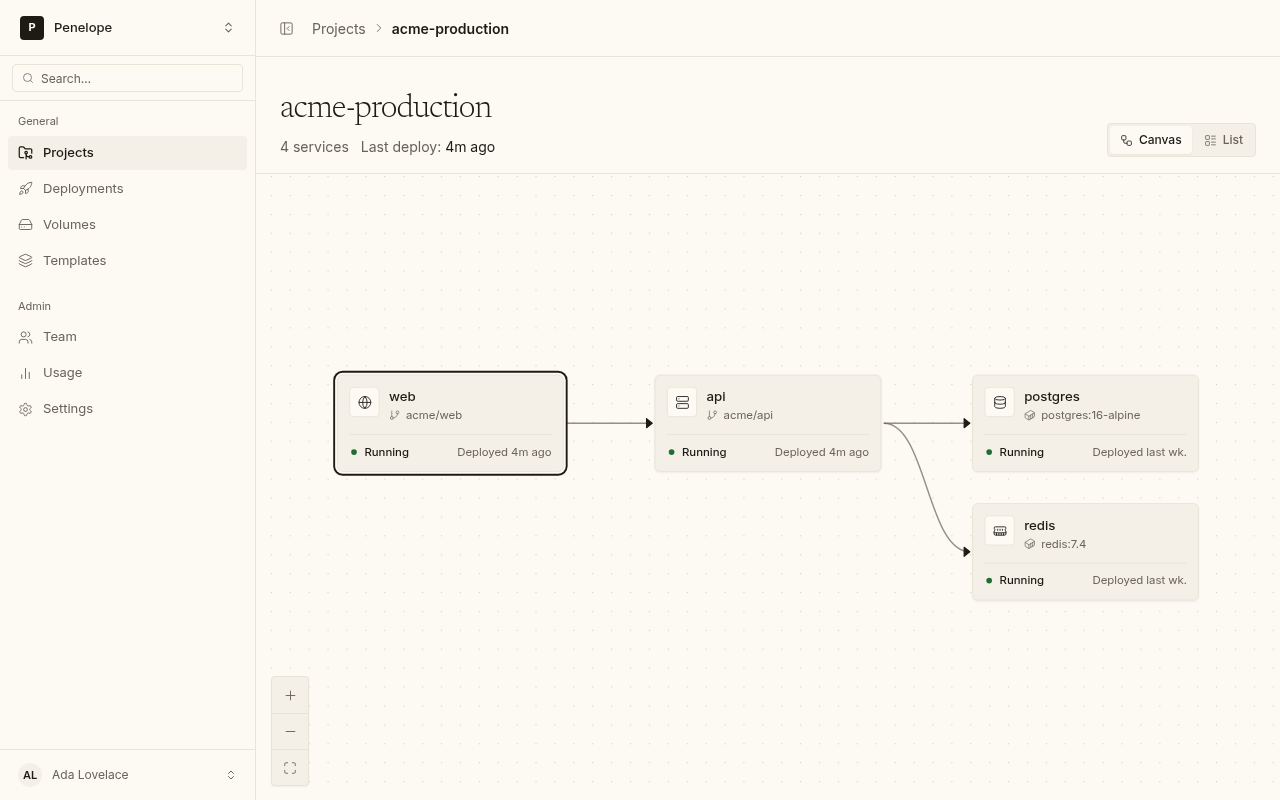 P
Penelope
Search...
General
Projects
Deployments
Volumes
Templates
Admin
Team
Usage
Settings
AL
Ada Lovelace
Projects
acme-production
acme-production
4 services Last deploy: 4m ago
Canvas
List
web
acme/web
Running
Deployed 4m ago
api
acme/api
Running
Deployed 4m ago
postgres
postgres:16-alpine
Running
Deployed last wk.
redis
redis:7.4
Running
Deployed last wk.